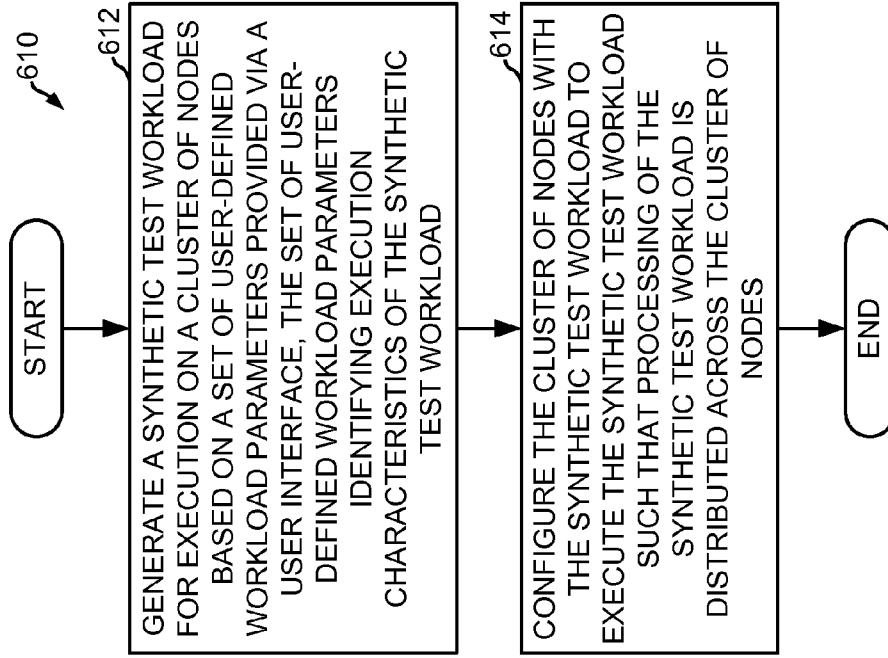 610
START
612
GENERATE A SYNTHETIC TEST WORKLOAD
FOR EXECUTION ON A CLUSTER OF NODES
BASED ON A SET OF USER-DEFINED
WORKLOAD PARAMETERS PROVIDED VIA A
USER INTERFACE, THE SET OF USER-
DEFINED WORKLOAD PARAMETERS
IDENTIFYING EXECUTION
CHARACTERISTICS OF THE SYNTHETIC
TEST WORKLOAD
614
CONFIGURE THE CLUSTER OF NODES WITH
THE SYNTHETIC TEST WORKLOAD TO
EXECUTE THE SYNTHETIC TEST WORKLOAD
SUCH THAT PROCESSING OF THE
SYNTHETIC TEST WORKLOAD IS
DISTRIBUTED ACROSS THE CLUSTER OF
NODES
END